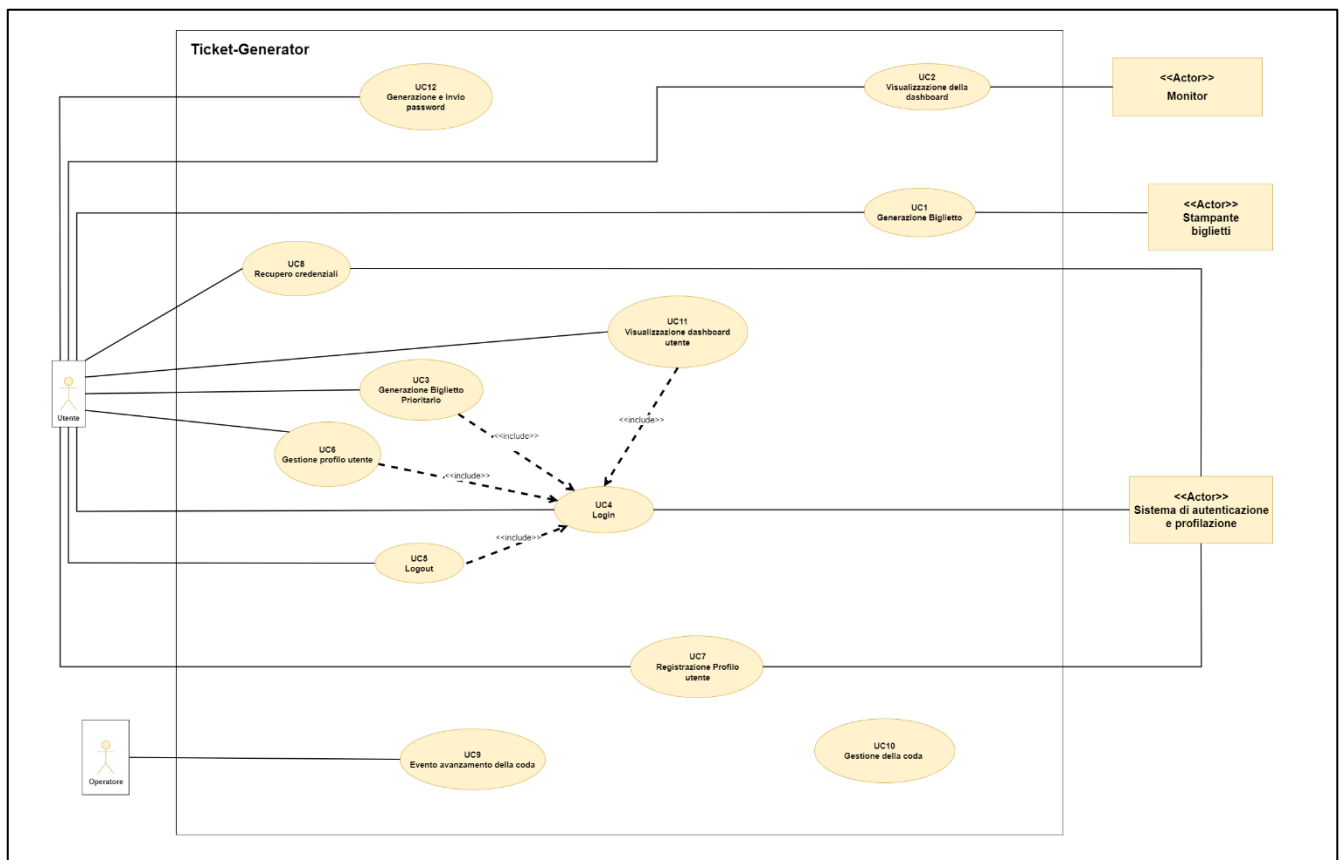 Ticket-Generator
UC12
Generazione e invio
password
UC2
Visualizzazione della
dashboard
<<Actor>>
Monitor
UC1
Generazione Biglietto
<<Actor>>
Stampante
biglietti
UC8
Recupero credenziali
UC11
Visualizzazione dashboard
utente
UC3
Generazione Biglietto
Prioritario
Utente
<<include>>
<<include>>
UC6
Gestione profilo utente
<<include>>
UC4
Login
<<Actor>>
Sistema di autenticazione
e profilazione
<<include>>
UC5
Logout
UC7
Registrazione Profilo
utente
UC9
Evento avanzamento della coda
UC10
Gestione della coda
Operatore